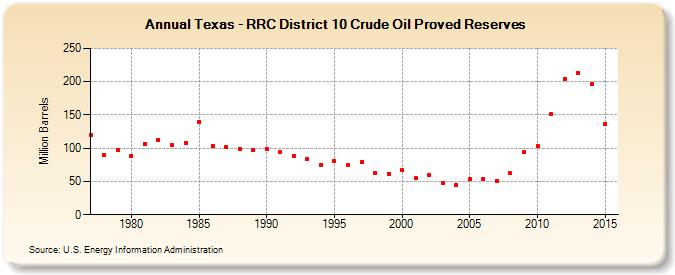 Annual Texas - RRC District 10 Crude Oil Proved Reserves
Million Barrels
250
200
150
100
50
0
1980 1985 1990 1995 2000 2005 2010 2015
Source: U.S. Energy Information Administration